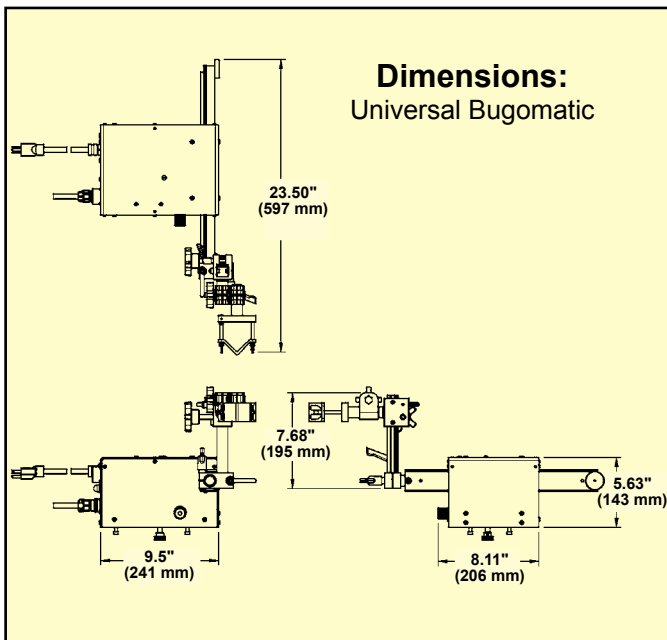 Dimensions:
Universal Bugomatic
23.50"
(597 mm)
7.68"
(195 mm)
5.63"
(143 mm)
9.5"
(241 mm)
8.11"
(206 mm)